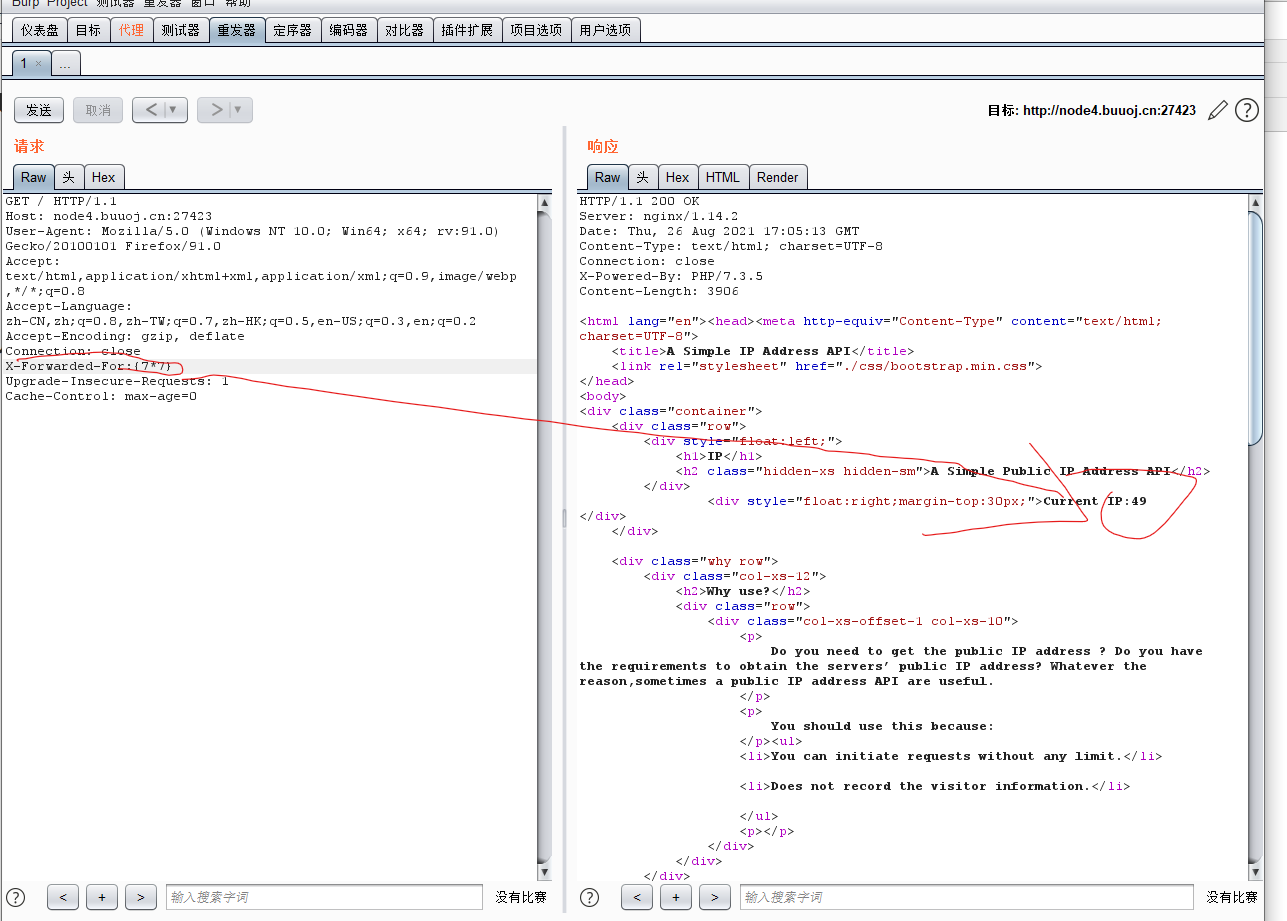 Burp Project 测试器 重发器 窗口 帮助
仪表盘 目标 代理 测试器 重发器 定序器 编码器 对比器 插件扩展 项目选项 用户选项
1 × ...
发送 取消 < ▼ > ▼ 目标: http://node4.buuoj.cn:27423 ?
请求
Raw 头 Hex
GET / HTTP/1.1
Host: node4.buuoj.cn:27423
User-Agent: Mozilla/5.0 (Windows NT 10.0; Win64; x64; rv:91.0)
Gecko/20100101 Firefox/91.0
Accept:
text/html,application/xhtml+xml,application/xml;q=0.9,image/webp
,*/*;q=0.8
Accept-Language:
zh-CN,zh;q=0.8,zh-TW;q=0.7,zh-HK;q=0.5,en-US;q=0.3,en;q=0.2
Accept-Encoding: gzip, deflate
Connection: close
X-Forwarded-For:{7*7}
Upgrade-Insecure-Requests: 1
Cache-Control: max-age=0
? < + > 输入搜索字词 没有比赛
响应
Raw 头 Hex HTML Render
HTTP/1.1 200 OK
Server: nginx/1.14.2
Date: Thu, 26 Aug 2021 17:05:13 GMT
Content-Type: text/html; charset=UTF-8
Connection: close
X-Powered-By: PHP/7.3.5
Content-Length: 3906
<html lang="en"><head><meta http-equiv="Content-Type" content="text/html;
charset=UTF-8">
<title>A Simple IP Address API</title>
<link rel="stylesheet" href="./css/bootstrap.min.css">
</head>
<body>
<div class="container">
<div class="row">
<div style="float:left;">
<h1>IP</h1>
<h2 class="hidden-xs hidden-sm">A Simple Public IP Address API</h2>
</div>
<div style="float:right;margin-top:30px;">Current IP:49
</div>
</div>
<div class="why row">
<div class="col-xs-12">
<h2>Why use?</h2>
<div class="row">
<div class="col-xs-offset-1 col-xs-10">
<p>
Do you need to get the public IP address ? Do you have
the requirements to obtain the servers’ public IP address? Whatever the
reason,sometimes a public IP address API are useful.
</p>
<p>
You should use this because:
</p><ul>
<li>You can initiate requests without any limit.</li>
<li>Does not record the visitor information.</li>
</ul>
<p></p>
</div>
</div>
</div>
? < + > 输入搜索字词 没有比赛